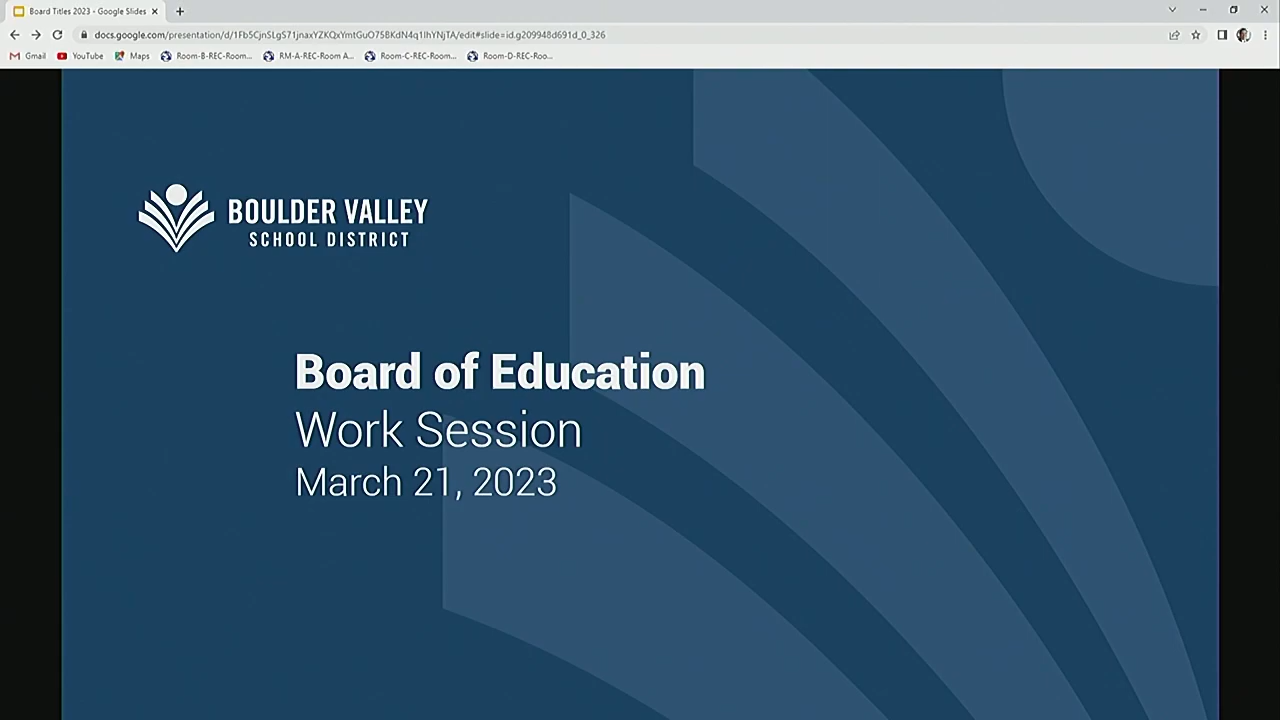 Board Titles 2023 - Google Slides
docs.google.com/presentation/d/1Fb5CjnSLgS71jnaxYZKQxYmtGuO75BKdN4q1IhYNjTA/edit#slide=id.g209948d691d_0_326
Gmail YouTube Maps Room-B-REC-Room... RM-A-REC-Room A... Room-C-REC-Room... Room-D-REC-Roo...
BOULDER VALLEY
SCHOOL DISTRICT
Board of Education
Work Session
March 21, 2023